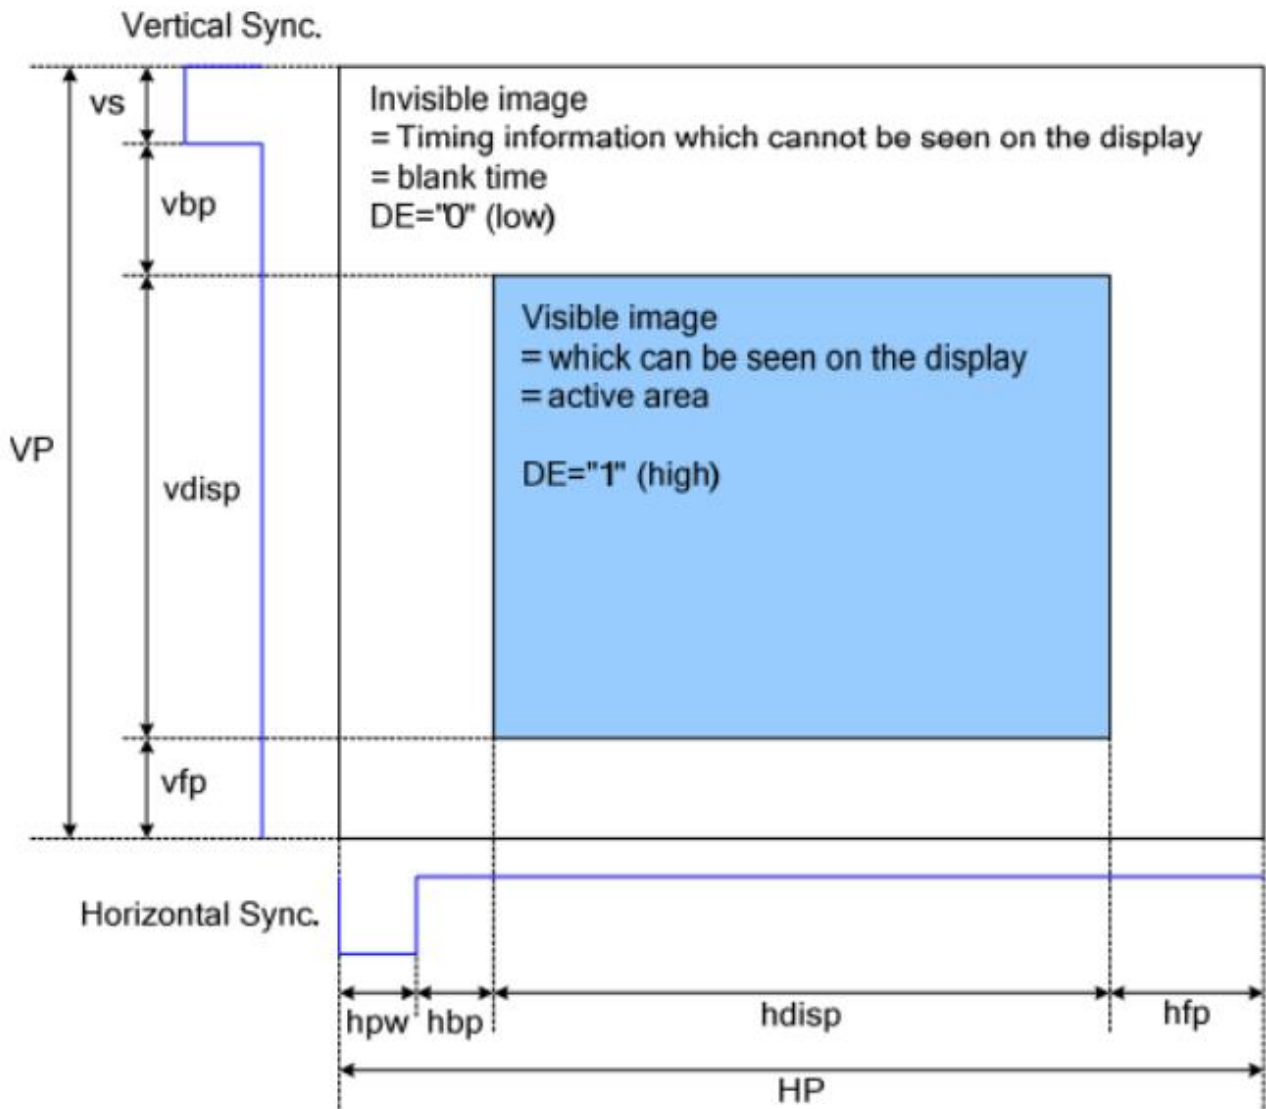 Vertical Sync.
vs
Invisible image
= Timing information which cannot be seen on the display
= blank time
DE="0" (low)
vbp
Visible image
= whick can be seen on the display
= active area
DE="1" (high)
VP
vdisp
vfp
Horizontal Sync.
hpw
hbp
hdisp
hfp
HP